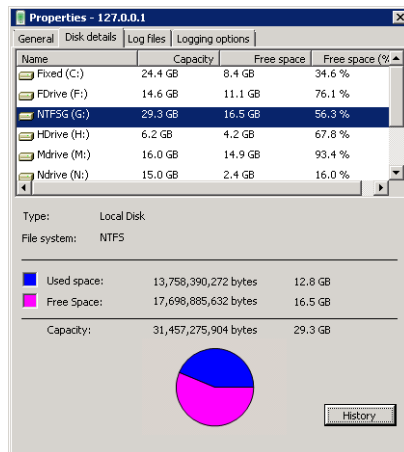 Properties - 127.0.0.1
General Disk details Log files Logging options
Name Capacity Free space Free space (%
Fixed (C:) 24.4 GB 8.4 GB 34.6 %
FDrive (F:) 14.6 GB 11.1 GB 76.1 %
NTFSG (G:) 29.3 GB 16.5 GB 56.3 %
HDrive (H:) 6.2 GB 4.2 GB 67.8 %
Mdrive (M:) 16.0 GB 14.9 GB 93.4 %
Ndrive (N:) 15.0 GB 2.4 GB 16.0 %
Type: Local Disk
File system: NTFS
Used space: 13,758,390,272 bytes 12.8 GB
Free Space: 17,698,885,632 bytes 16.5 GB
Capacity: 31,457,275,904 bytes 29.3 GB
History